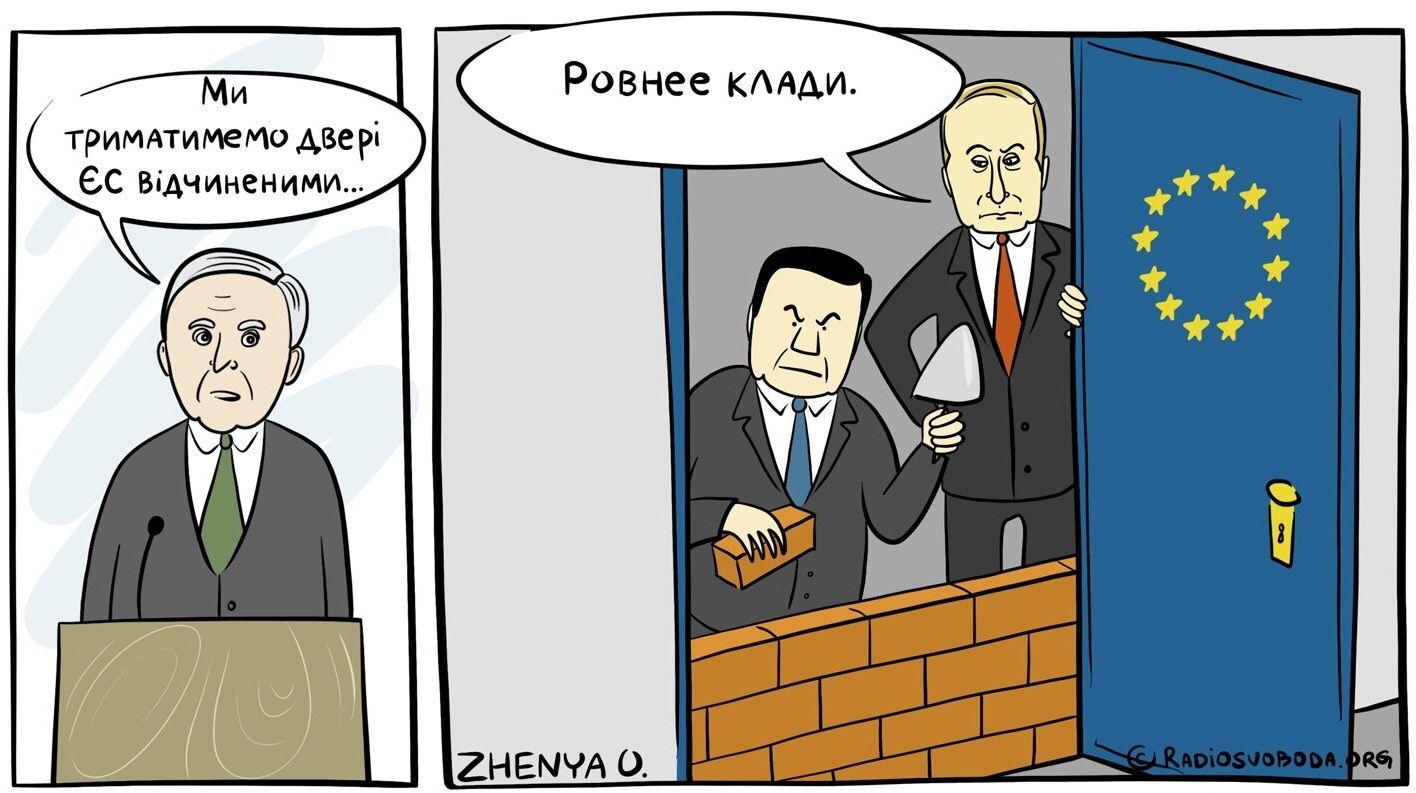 Ми
триматимемо двері
ЄС відчиненими...
Ровнее клади.
ZHENYA O.
© RADIOSVOBODA.ORG